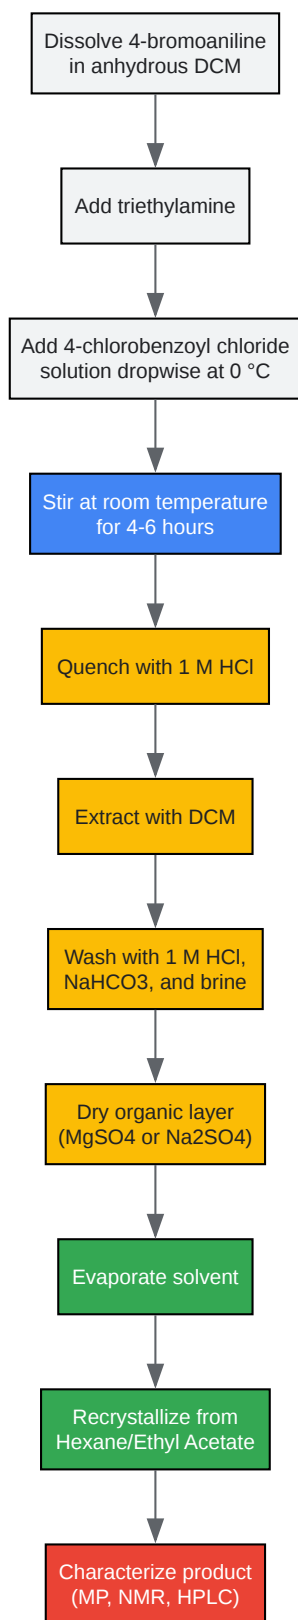 Dissolve 4-bromoaniline
in anhydrous DCM
Add triethylamine
Add 4-chlorobenzoyl chloride
solution dropwise at 0 °C
Stir at room temperature
for 4-6 hours
Quench with 1 M HCl
Extract with DCM
Wash with 1 M HCl,
NaHCO3, and brine
Dry organic layer
(MgSO4 or Na2SO4)
Evaporate solvent
Recrystallize from
Hexane/Ethyl Acetate
Characterize product
(MP, NMR, HPLC)